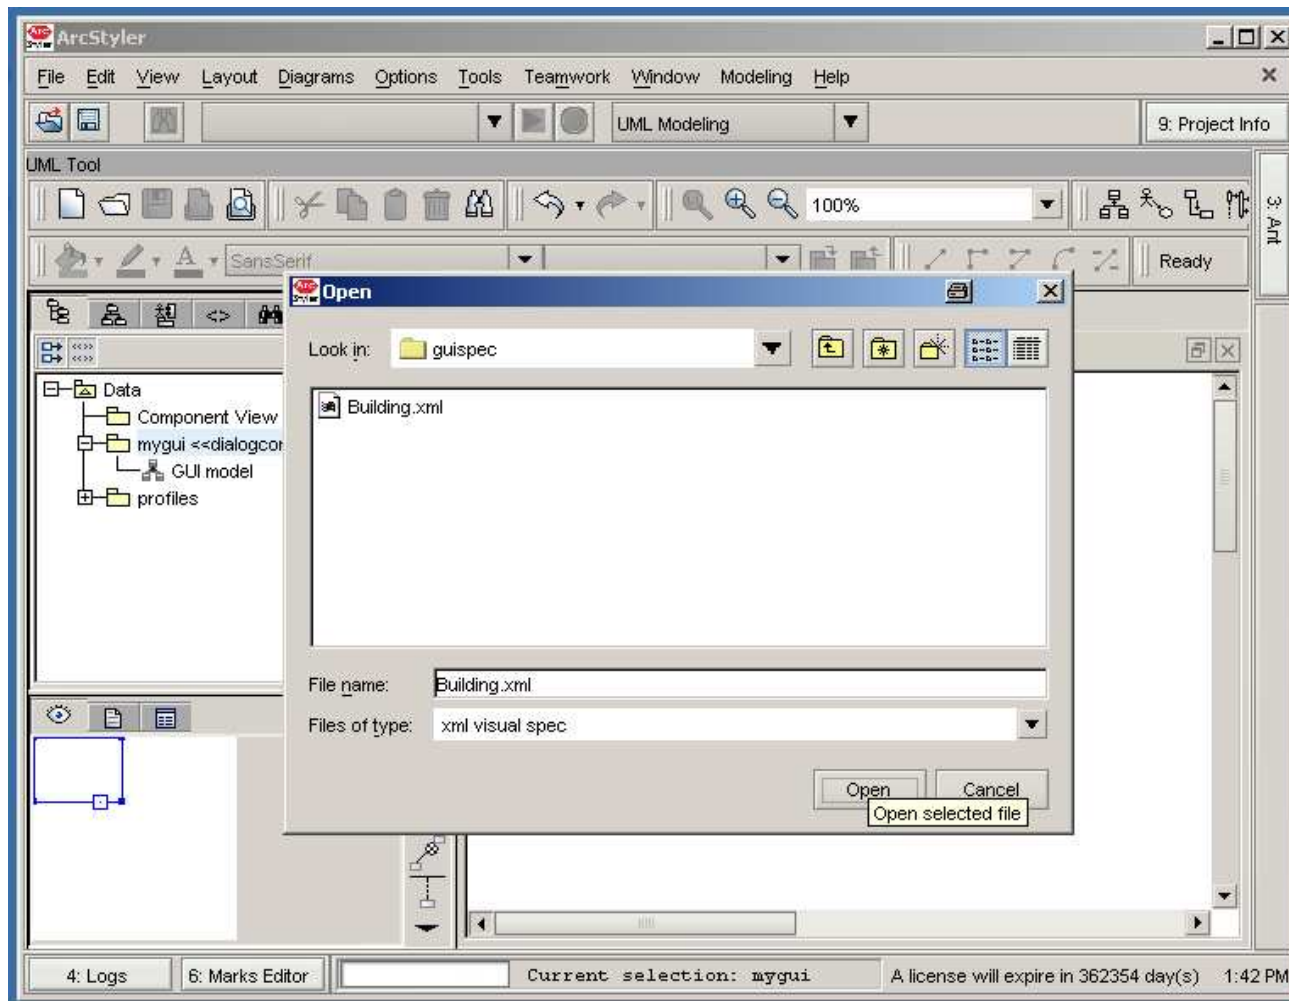 ArcStyler
File Edit View Layout Diagrams Options Tools Teamwork Window Modeling Help
UML Modeling
9: Project Info
UML Tool
100%
3: Ant
SansSerif
Ready
Open
Look in: guispec
Building.xml
Data
Component View
mygui <<dialogcor
GUI model
profiles
File name: Building.xml
Files of type: xml visual spec
Open Cancel
Open selected file
4: Logs 6: Marks Editor Current selection: mygui A license will expire in 362354 day(s) 1:42 PM